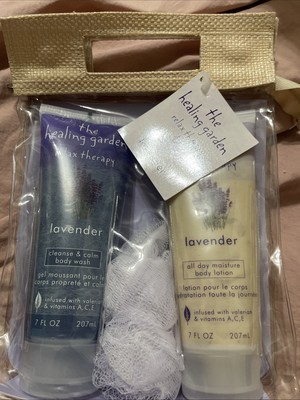 the
healing garden
relax therapy
lavender
cleanse & calm
body wash
gel moussant pour le
corps propreté et
infused with valerian
& vitamins A,C,E
7 FL OZ 207mL
the
healing garden
relax
lavender
all day moisture
body lotion
lotion pour le corps
hydratation toute la journée
infused with valerian
& vitamins A,C,E
7 FL OZ 207mL